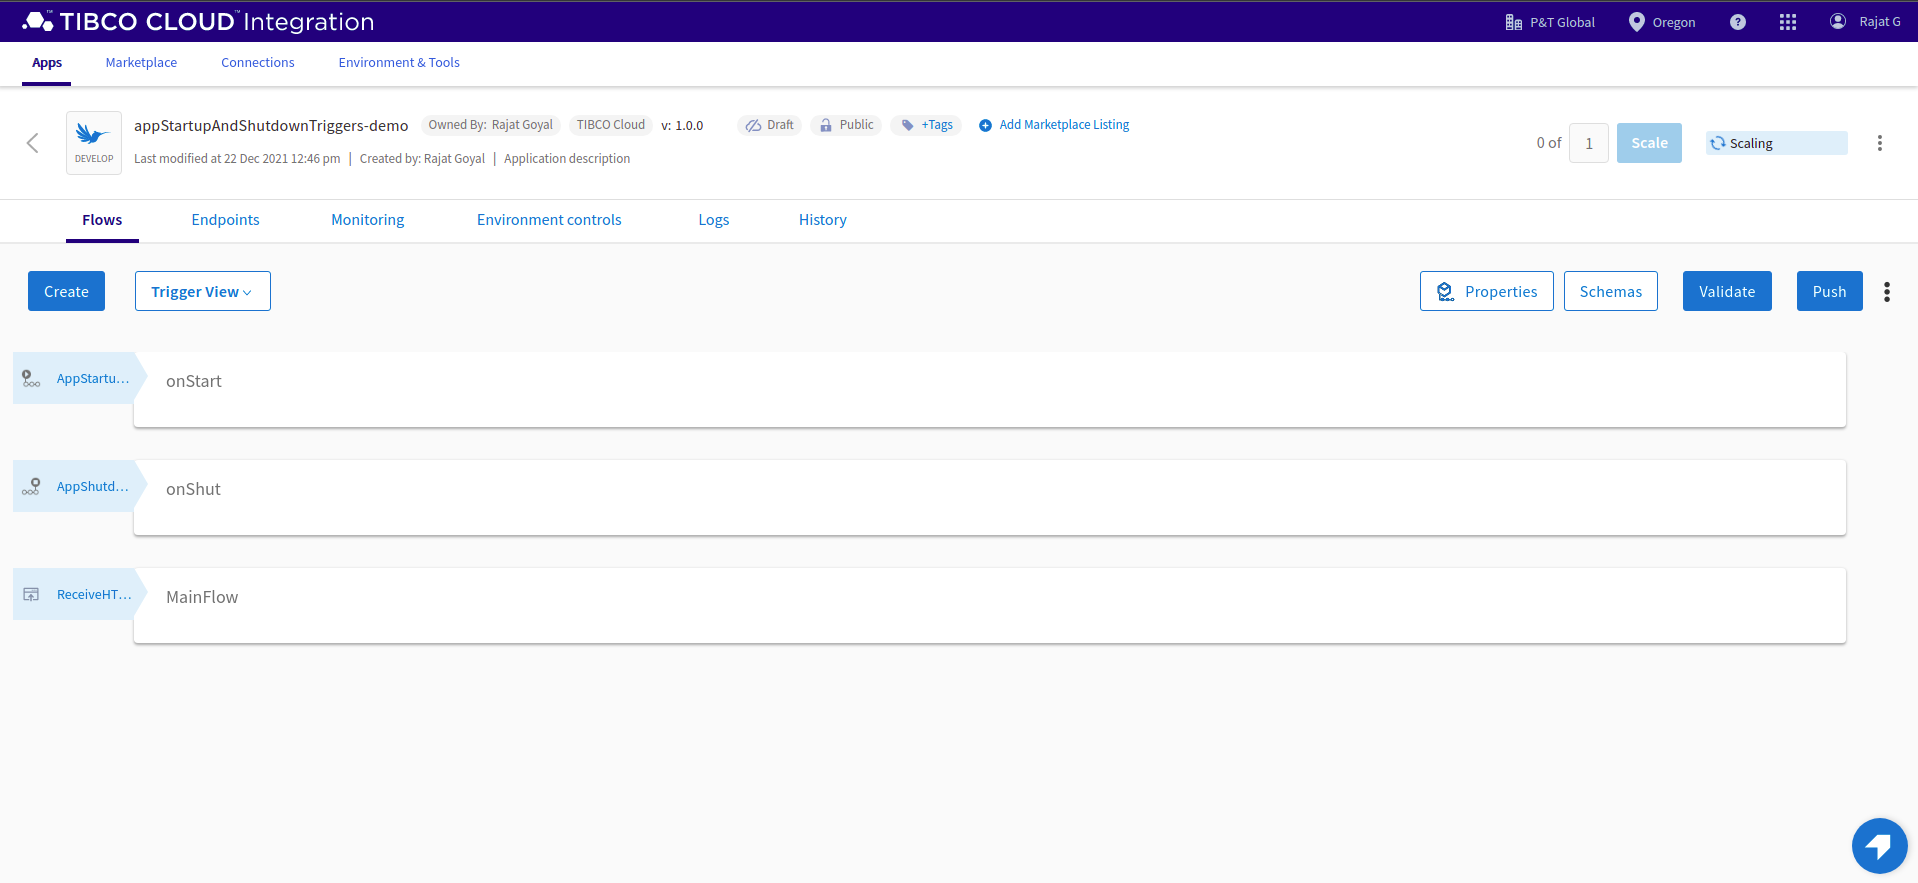 TIBCO CLOUD™ Integration P&T Global Oregon ? Rajat G
Apps Marketplace Connections Environment & Tools
appStartupAndShutdownTriggers-demo Owned By: Rajat Goyal TIBCO Cloud v: 1.0.0 Draft Public +Tags Add Marketplace Listing
DEVELOP Last modified at 22 Dec 2021 12:46 pm | Created by: Rajat Goyal | Application description
0 of 1 Scale Scaling
Flows Endpoints Monitoring Environment controls Logs History
Create Trigger View Properties Schemas Validate Push
AppStartu... onStart
AppShutd... onShut
ReceiveHT... MainFlow